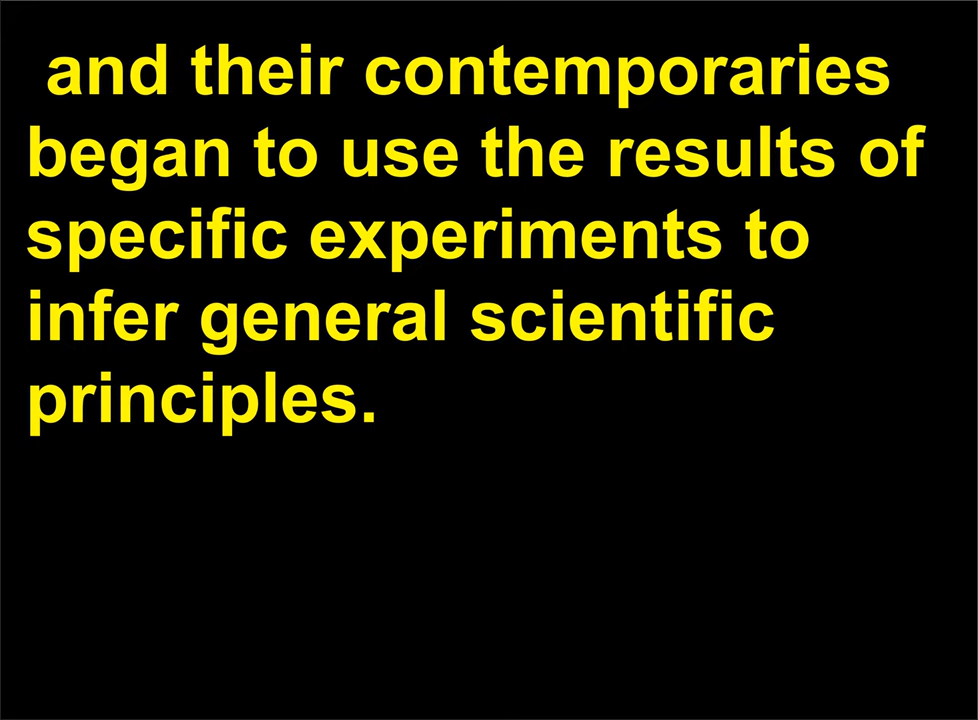 and their contemporaries
began to use the results of
specific experiments to
infer general scientific
principles.